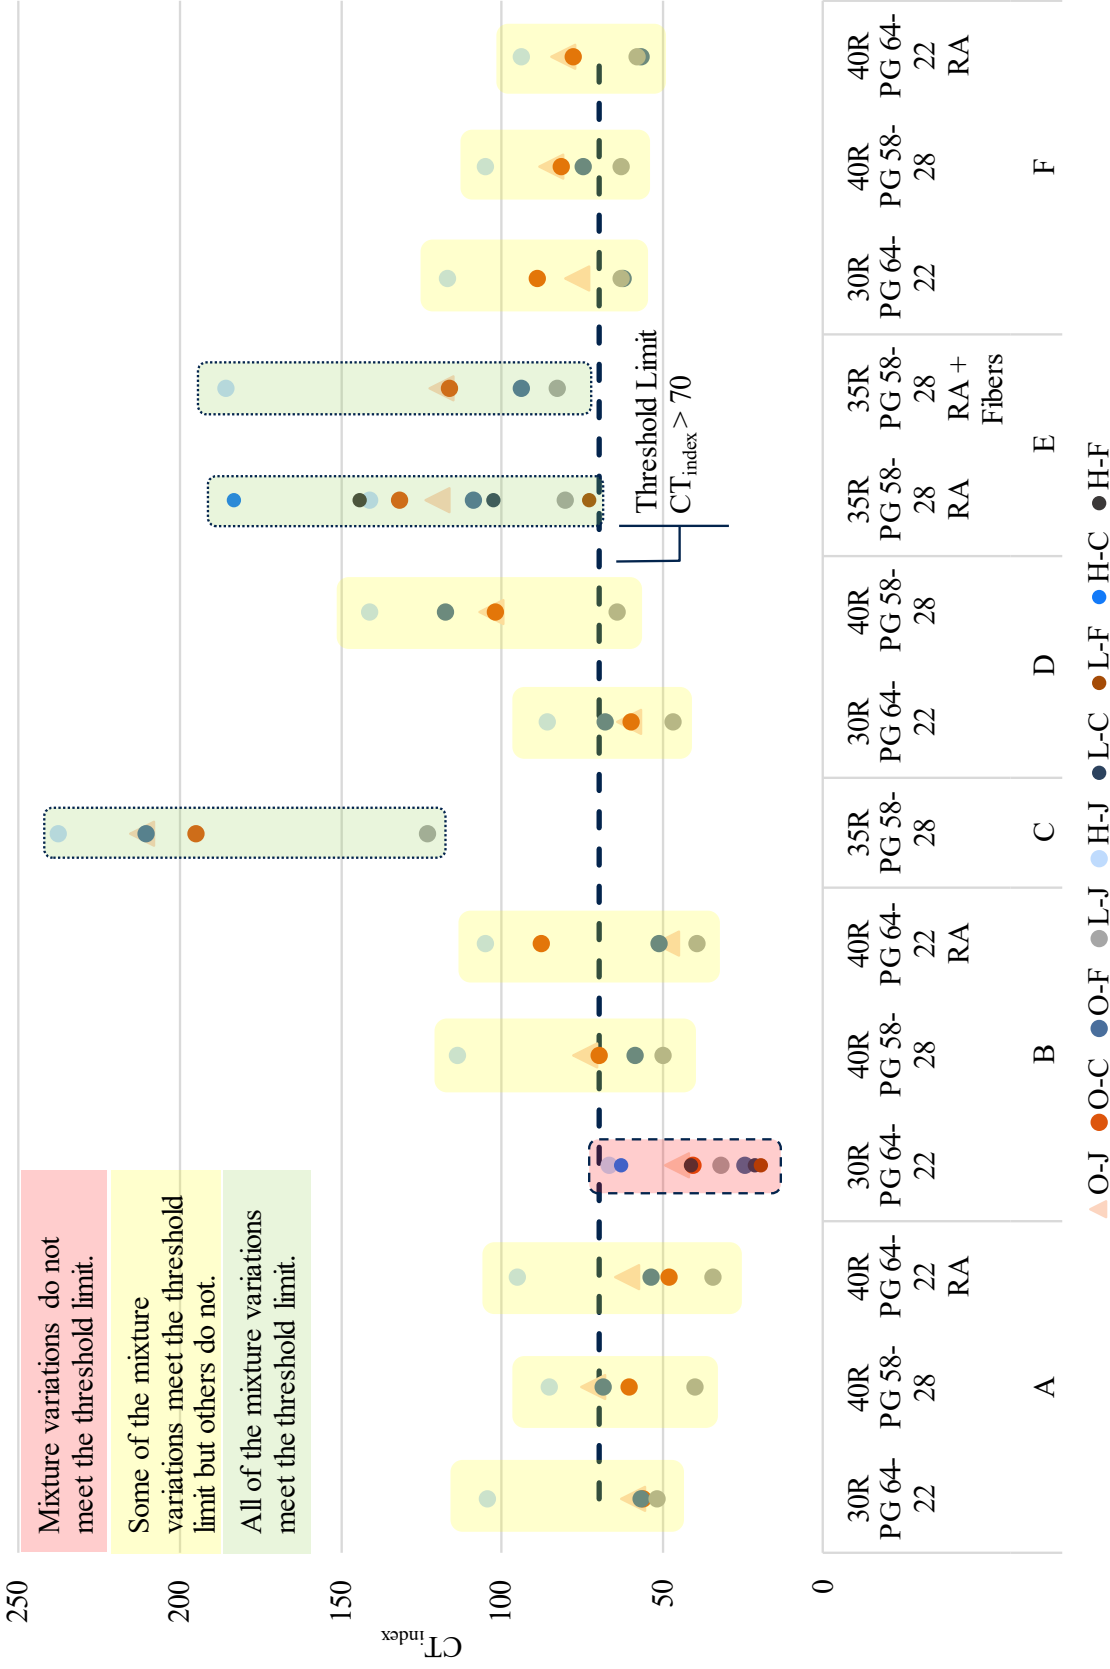 Mixture variations do not
meet the threshold limit.
Some of the mixture
variations meet the threshold
limit but others do not.
All of the mixture variations
meet the threshold limit.
250
200
150
100
50
0
CTindex
Threshold Limit
CTindex> 70
30R
PG 64-
22
40R
PG 58-
28
40R
PG 64-
22
RA
30R
PG 64-
22
40R
PG 58-
28
40R
PG 64-
22
RA
35R
PG 58-
28
30R
PG 64-
22
40R
PG 58-
28
35R
PG 58-
28
RA
35R
PG 58-
28
RA +
Fibers
30R
PG 64-
22
40R
PG 58-
28
40R
PG 64-
22
RA
A
B
C
D
E
F
O-J O-C O-F L-J H-J L-C L-F H-C H-F